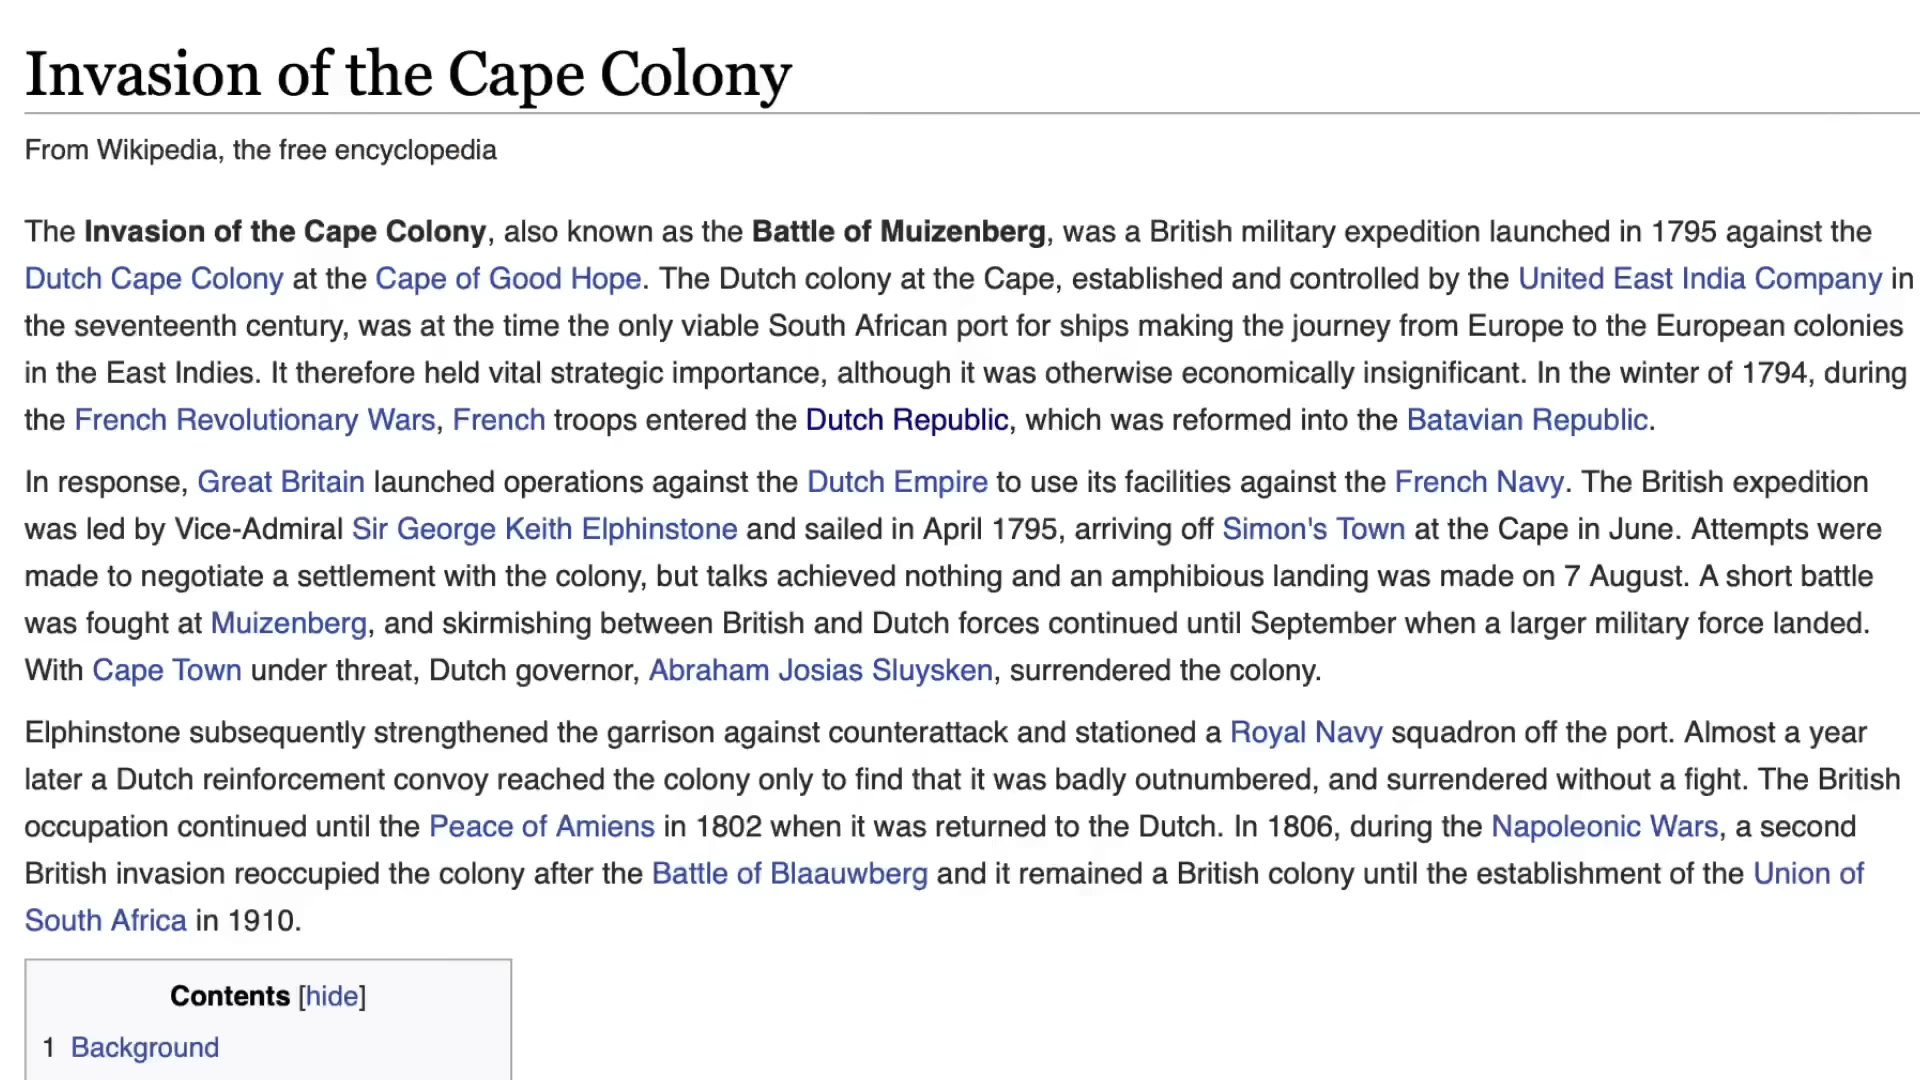 Invasion of the Cape Colony
From Wikipedia, the free encyclopedia
The Invasion of the Cape Colony, also known as the Battle of Muizenberg, was a British military expedition launched in 1795 against the
Dutch Cape Colony at the Cape of Good Hope. The Dutch colony at the Cape, established and controlled by the United East India Company in
the seventeenth century, was at the time the only viable South African port for ships making the journey from Europe to the European colonies
in the East Indies. It therefore held vital strategic importance, although it was otherwise economically insignificant. In the winter of 1794, during
the French Revolutionary Wars, French troops entered the Dutch Republic, which was reformed into the Batavian Republic.
In response, Great Britain launched operations against the Dutch Empire to use its facilities against the French Navy. The British expedition
was led by Vice-Admiral Sir George Keith Elphinstone and sailed in April 1795, arriving off Simon's Town at the Cape in June. Attempts were
made to negotiate a settlement with the colony, but talks achieved nothing and an amphibious landing was made on 7 August. A short battle
was fought at Muizenberg, and skirmishing between British and Dutch forces continued until September when a larger military force landed.
With Cape Town under threat, Dutch governor, Abraham Josias Sluysken, surrendered the colony.
Elphinstone subsequently strengthened the garrison against counterattack and stationed a Royal Navy squadron off the port. Almost a year
later a Dutch reinforcement convoy reached the colony only to find that it was badly outnumbered, and surrendered without a fight. The British
occupation continued until the Peace of Amiens in 1802 when it was returned to the Dutch. In 1806, during the Napoleonic Wars, a second
British invasion reoccupied the colony after the Battle of Blaauwberg and it remained a British colony until the establishment of the Union of
South Africa in 1910.
Contents [hide]
1 Background